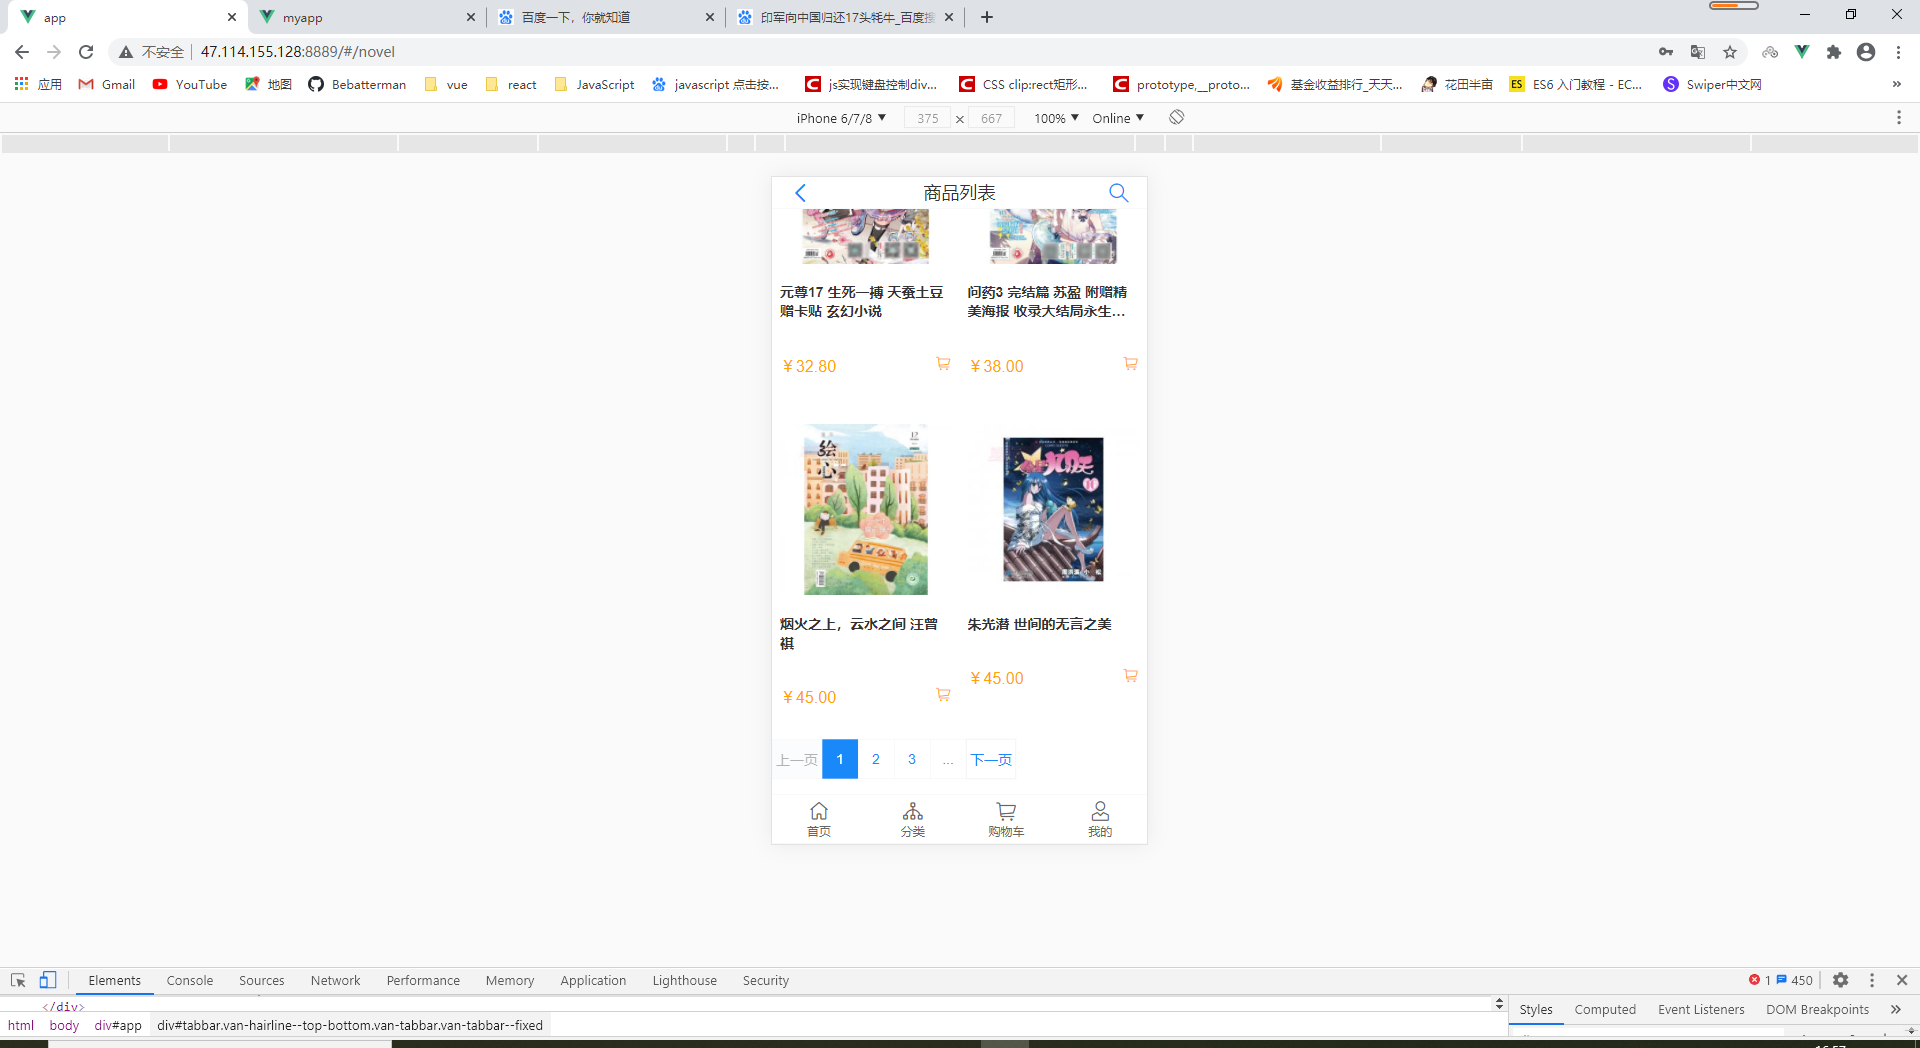 app
myapp
百度一下，你就知道
印军向中国归还17头牦牛_百度搜
不安全
47.114.155.128:8889/#/novel
应用
Gmail
YouTube
地图
Bebatterman
vue
react
JavaScript
javascript 点击按...
js实现键盘控制div...
CSS clip:rect矩形...
prototype,__proto...
基金收益排行_天天...
花田半亩
ES6 入门教程 - EC...
Swiper中文网
»
iPhone 6/7/8 ▼
375 × 667
100% ▼
Online ▼
商品列表
元尊17 生死一搏 天蚕土豆
赠卡贴 玄幻小说
问药3 完结篇 苏盈 附赠精
美海报 收录大结局永生...
￥32.80
￥38.00
绘心
烟火之上，云水之间 汪曾
祺
朱光潜 世间的无言之美
￥45.00
￥45.00
上一页
1
2
3
...
下一页
首页
分类
购物车
我的
Elements
Console
Sources
Network
Performance
Memory
Application
Lighthouse
Security
1
450
</div>
html
body
div#app
div#tabbar.van-hairline--top-bottom.van-tabbar.van-tabbar--fixed
Styles
Computed
Event Listeners
DOM Breakpoints
»